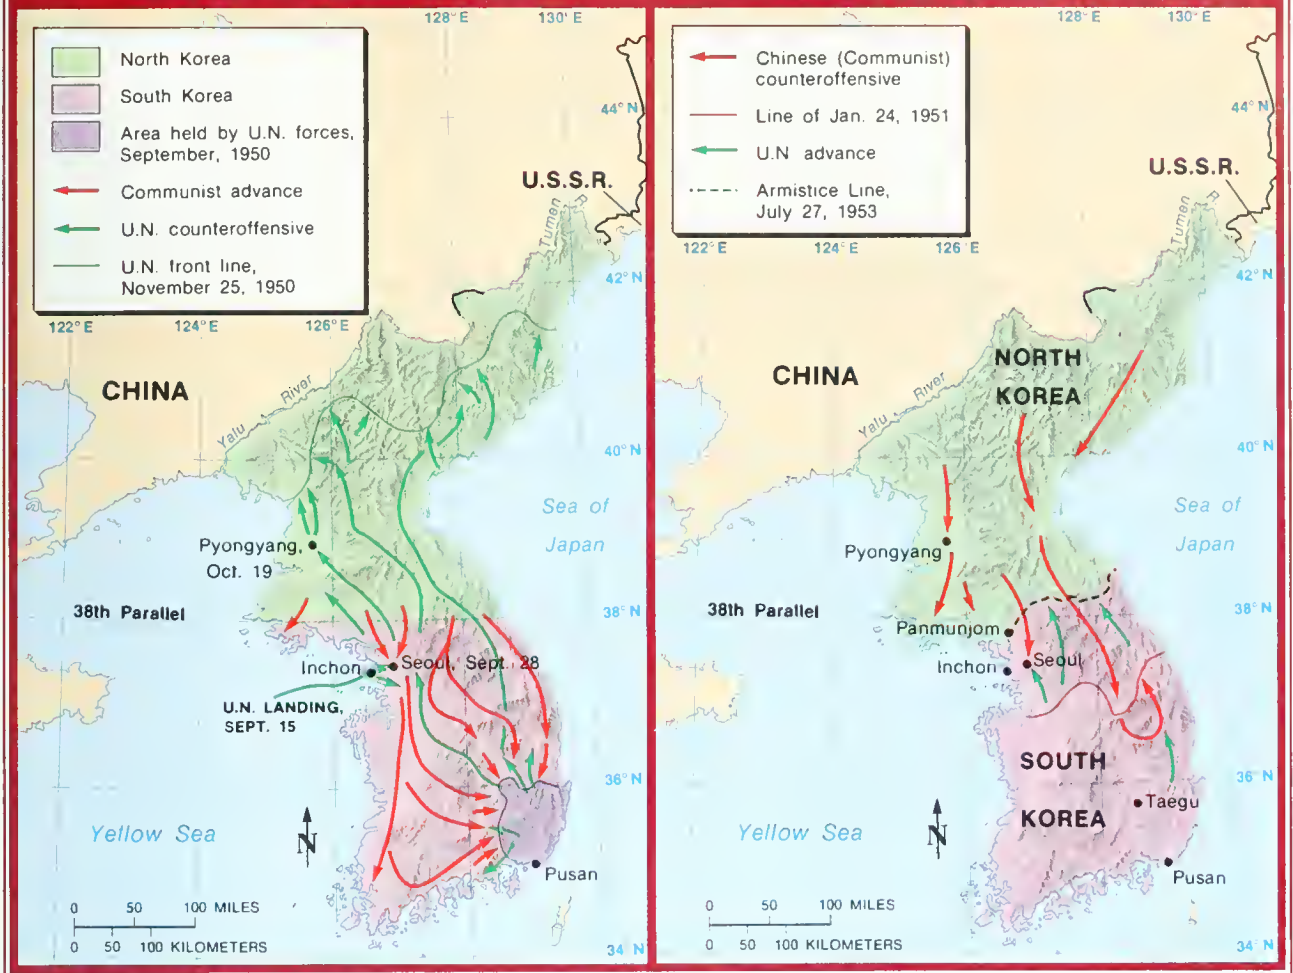 128° E
130° E
North Korea
South Korea
Area held by U.N. forces,
September, 1950
Communist advance
U.N. counteroffensive
U.N. front line,
November 25, 1950
44° N
U.S.S.R.
Tumen R.
42° N
122° E
124° E
126° E
CHINA
Yalu River
40° N
Sea of
Japan
Pyongyang,
Oct. 19
38th Parallel
38° N
Inchon
Seoul, Sept. 28
U.N. LANDING,
SEPT. 15
36° N
Yellow Sea
N
Pusan
0 50 100 MILES
0 50 100 KILOMETERS
34° N
128° E
130° E
Chinese (Communist)
counteroffensive
Line of Jan. 24, 1951
U.N advance
Armistice Line,
July 27, 1953
44° N
U.S.S.R.
Tumen R.
122° E
124° E
126° E
42° N
NORTH
KOREA
CHINA
Yalu River
40° N
Sea of
Japan
Pyongyang
38th Parallel
38° N
Panmunjom
Inchon
Seoul
SOUTH
KOREA
36° N
Taegu
Yellow Sea
N
Pusan
0 50 100 MILES
0 50 100 KILOMETERS
34° N